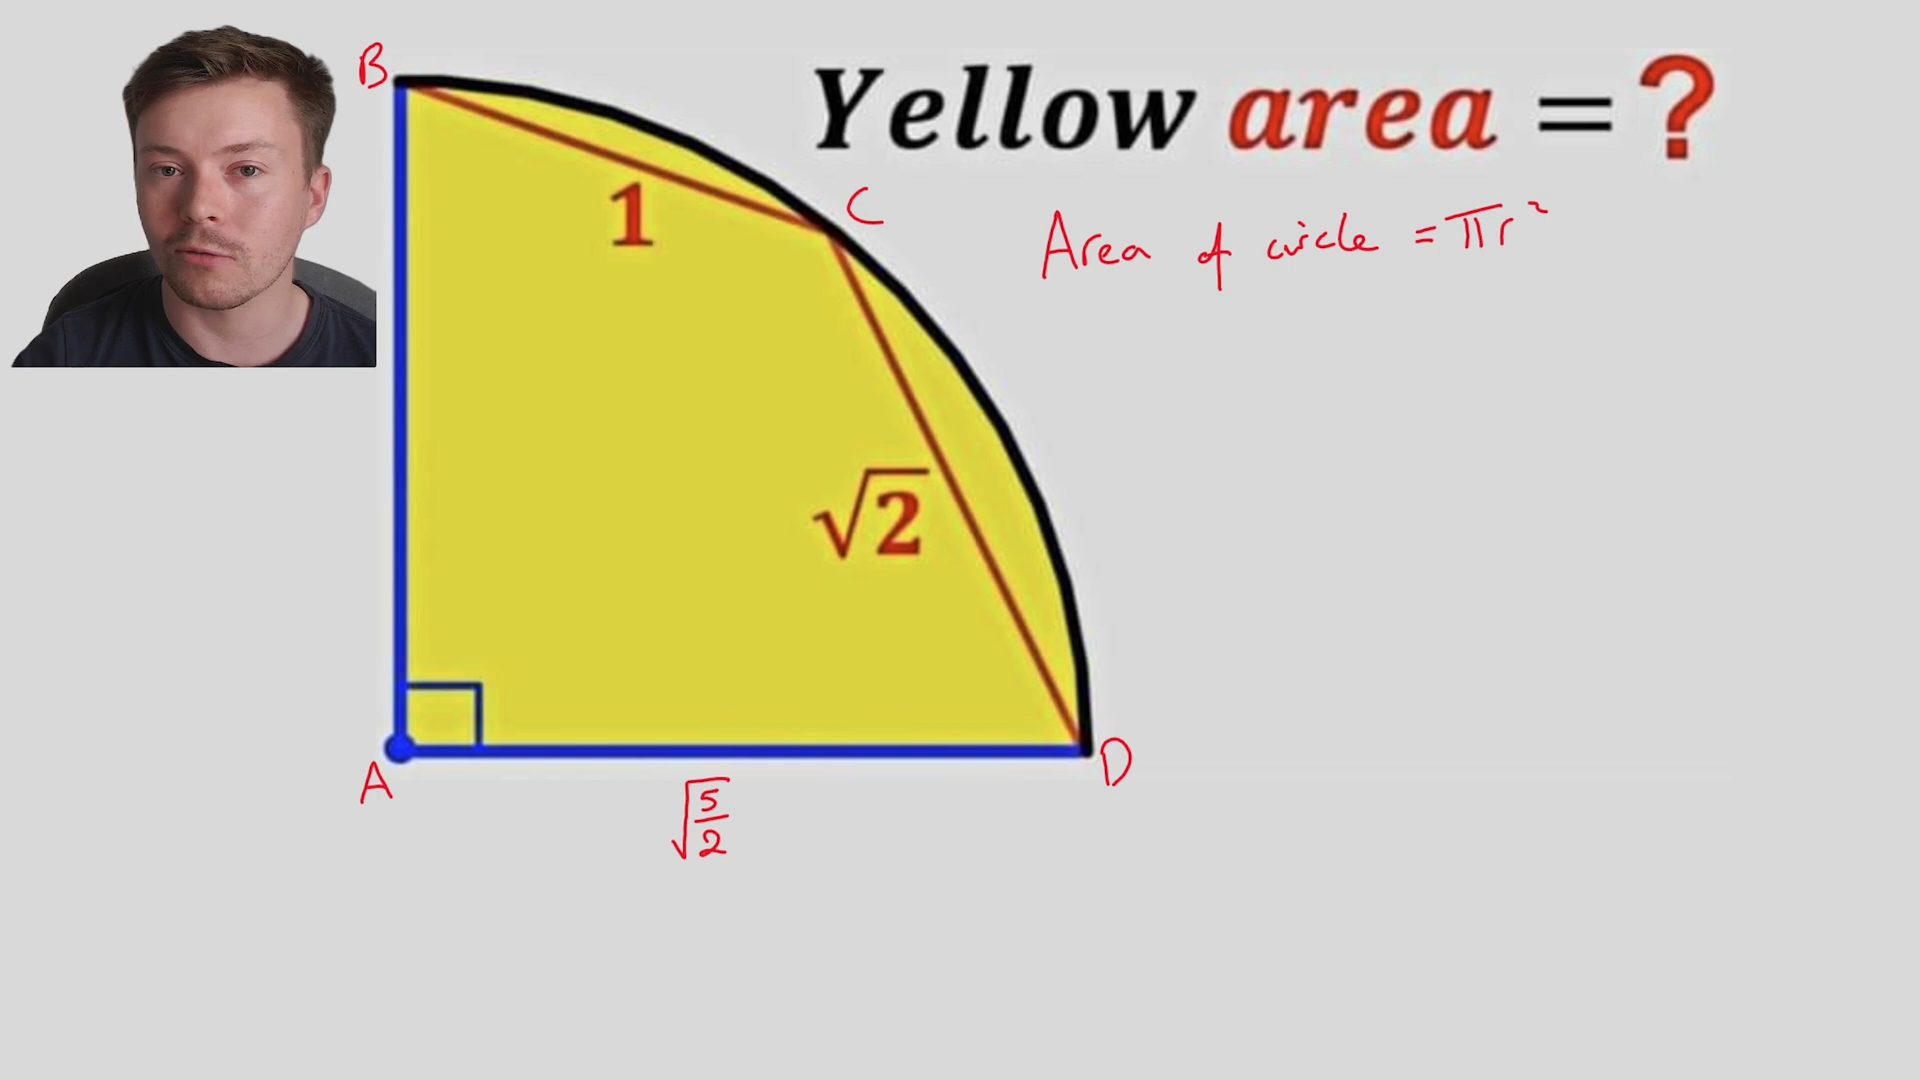 B
Yellow area = ?
1
C
Area of circle = πr²
√2
A
D
√5/2